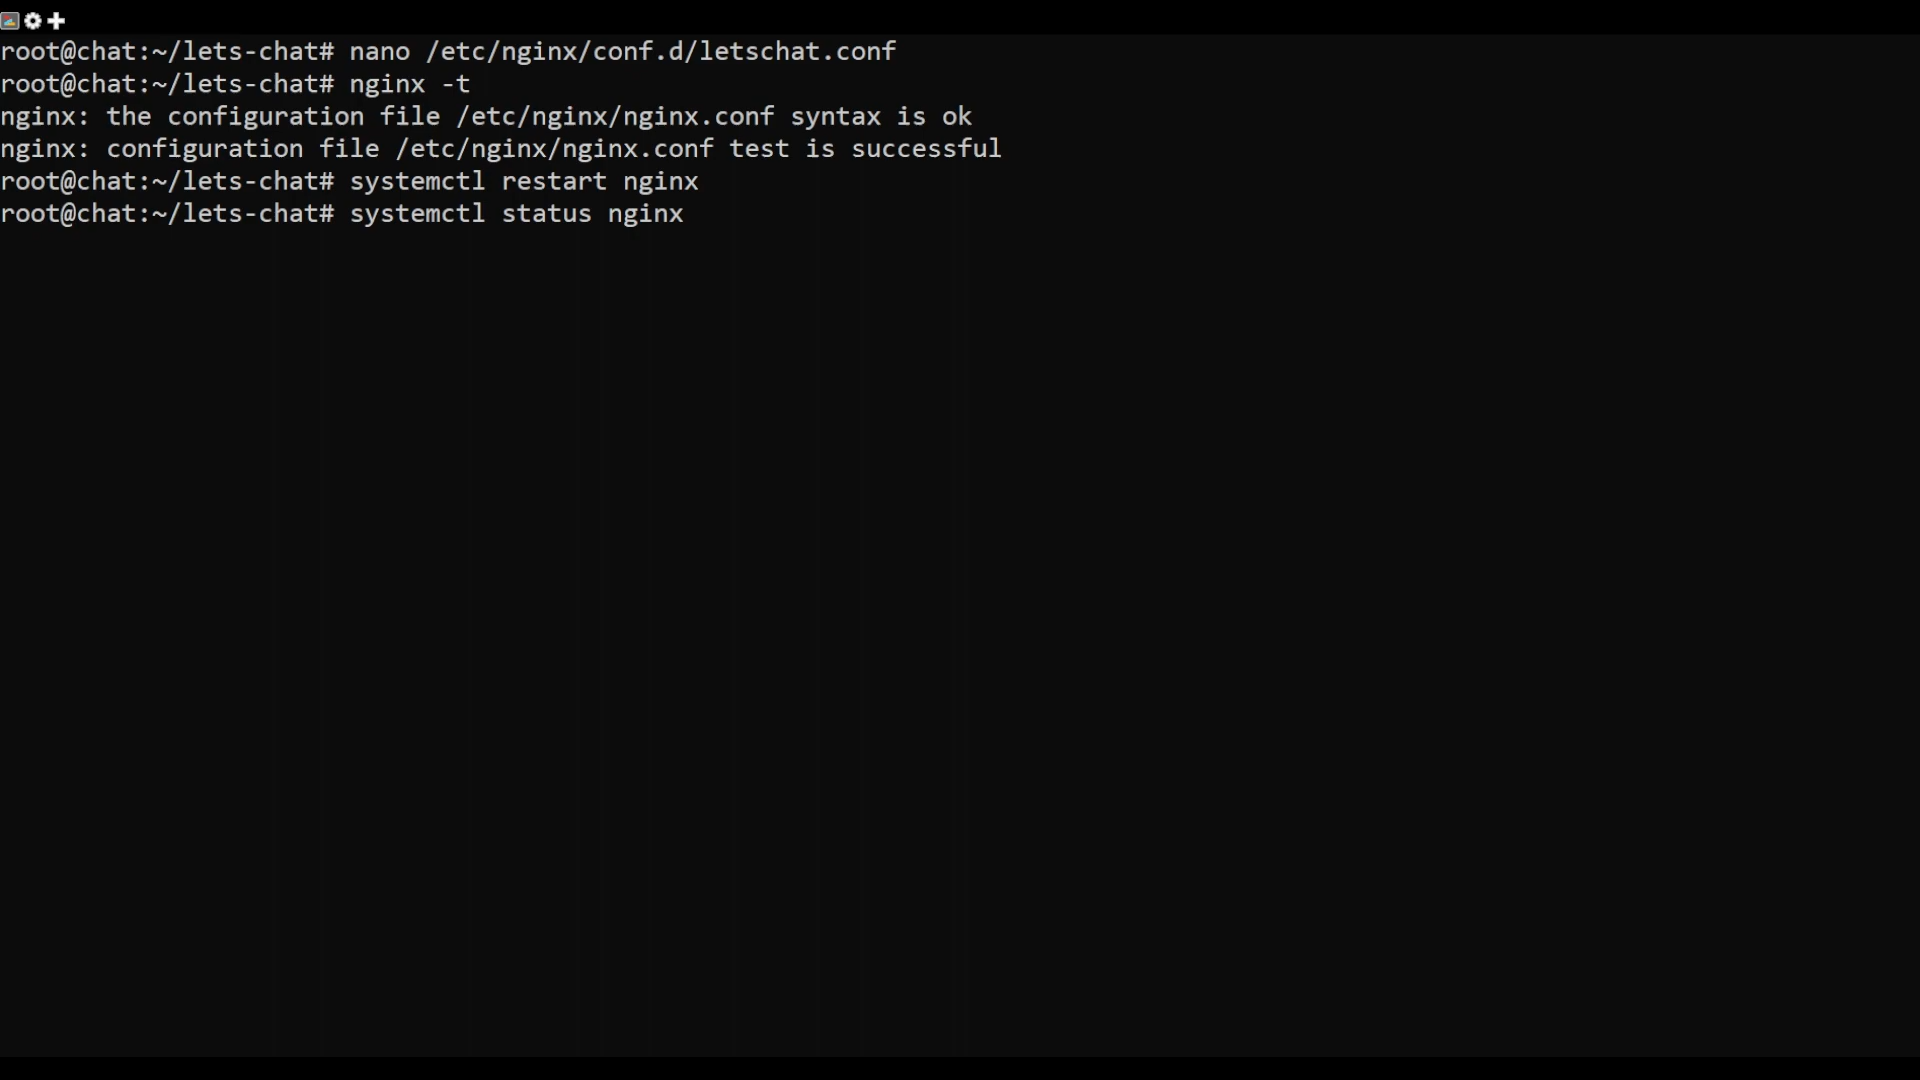 root@chat:~/lets-chat# nano /etc/nginx/conf.d/letschat.conf
root@chat:~/lets-chat# nginx -t
nginx: the configuration file /etc/nginx/nginx.conf syntax is ok
nginx: configuration file /etc/nginx/nginx.conf test is successful
root@chat:~/lets-chat# systemctl restart nginx
root@chat:~/lets-chat# systemctl status nginx